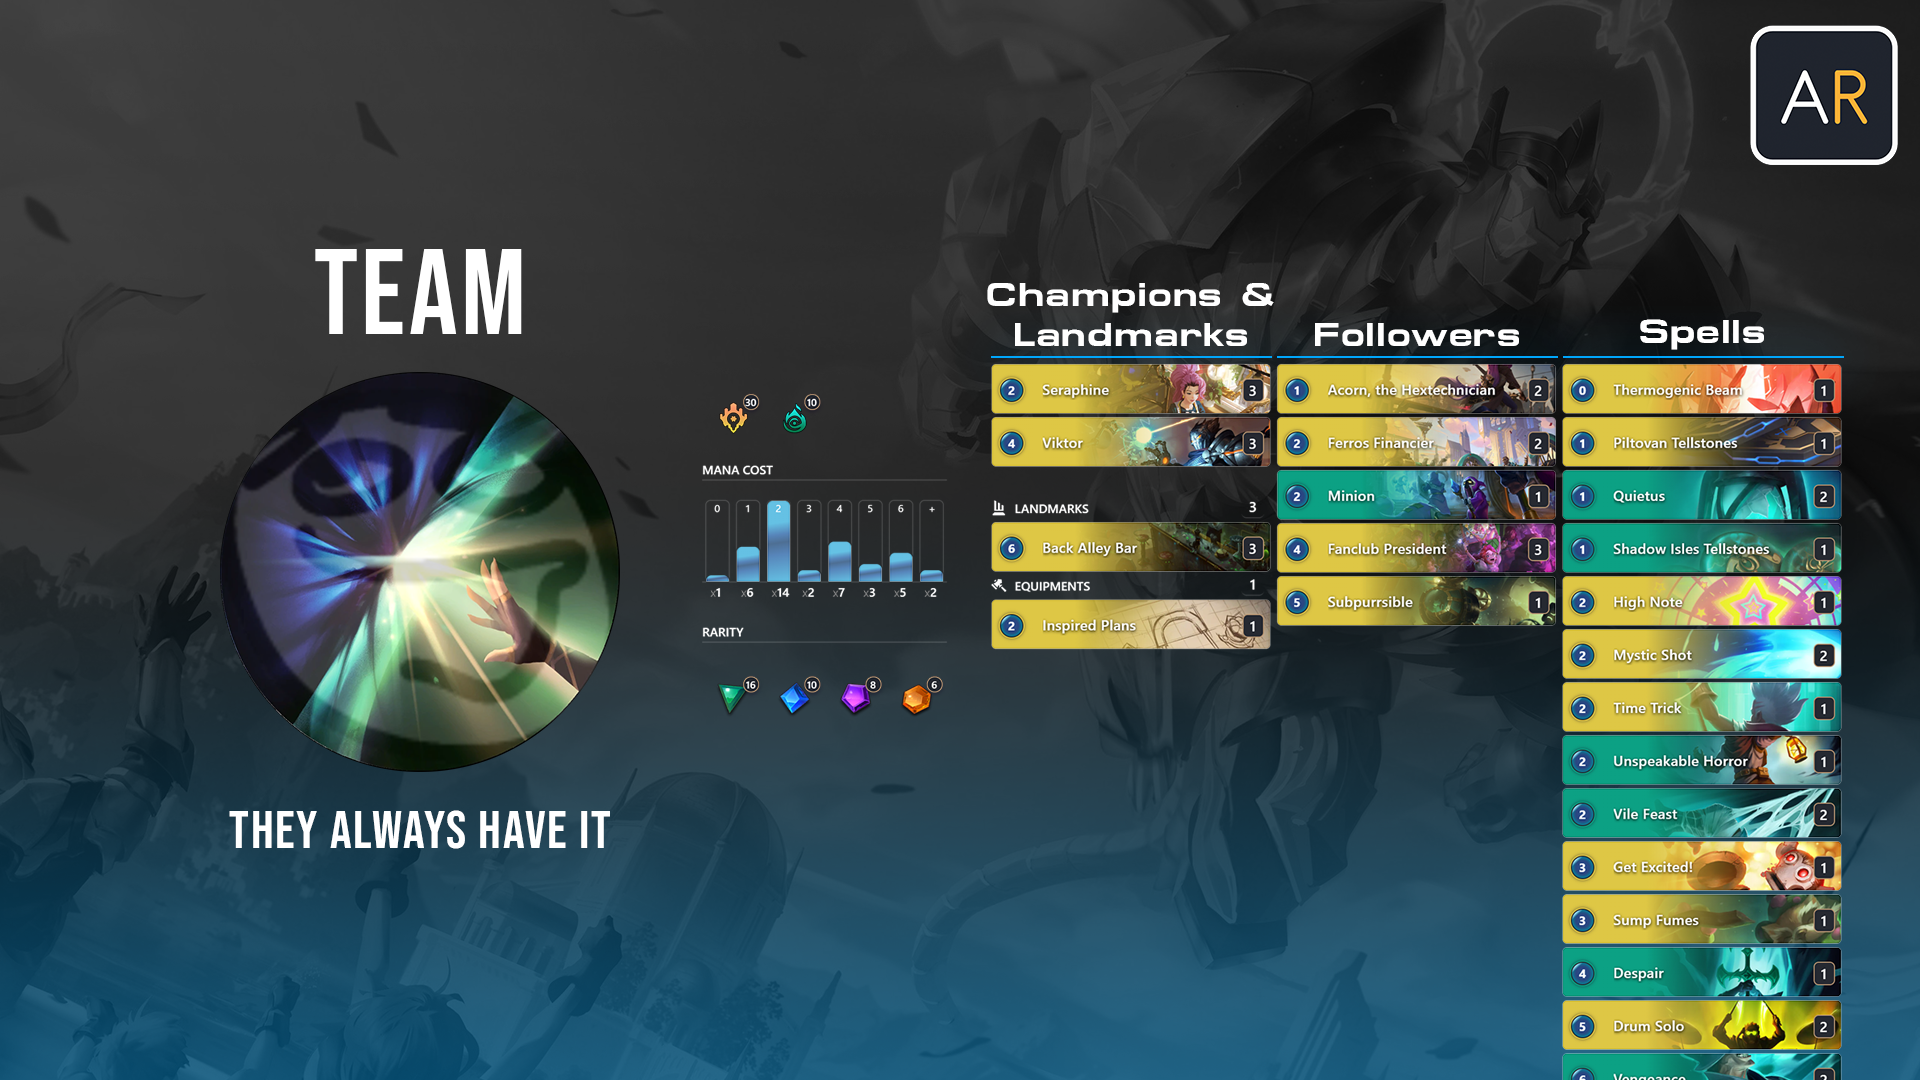 AR
TEAM
THEY ALWAYS HAVE IT
30 10
MANA COST
0 1 2 3 4 5 6 +
x1 x6 x14 x2 x7 x3 x5 x2
RARITY
16 10 8 6
Champions &
Landmarks
2 Seraphine 3
4 Viktor 3
LANDMARKS 3
6 Back Alley Bar 3
EQUIPMENTS 1
2 Inspired Plans 1
Followers
1 Acorn, the Hextechnician 2
2 Ferros Financier 2
2 Minion 1
4 Fanclub President 3
5 Subpurrsible 1
Spells
0 Thermogenic Beam 1
1 Piltovan Tellstones 1
1 Quietus 2
1 Shadow Isles Tellstones 1
2 High Note 1
2 Mystic Shot 2
2 Time Trick 1
2 Unspeakable Horror 1
2 Vile Feast 2
3 Get Excited! 1
3 Sump Fumes 1
4 Despair 1
5 Drum Solo 2
6 Vengeance 2